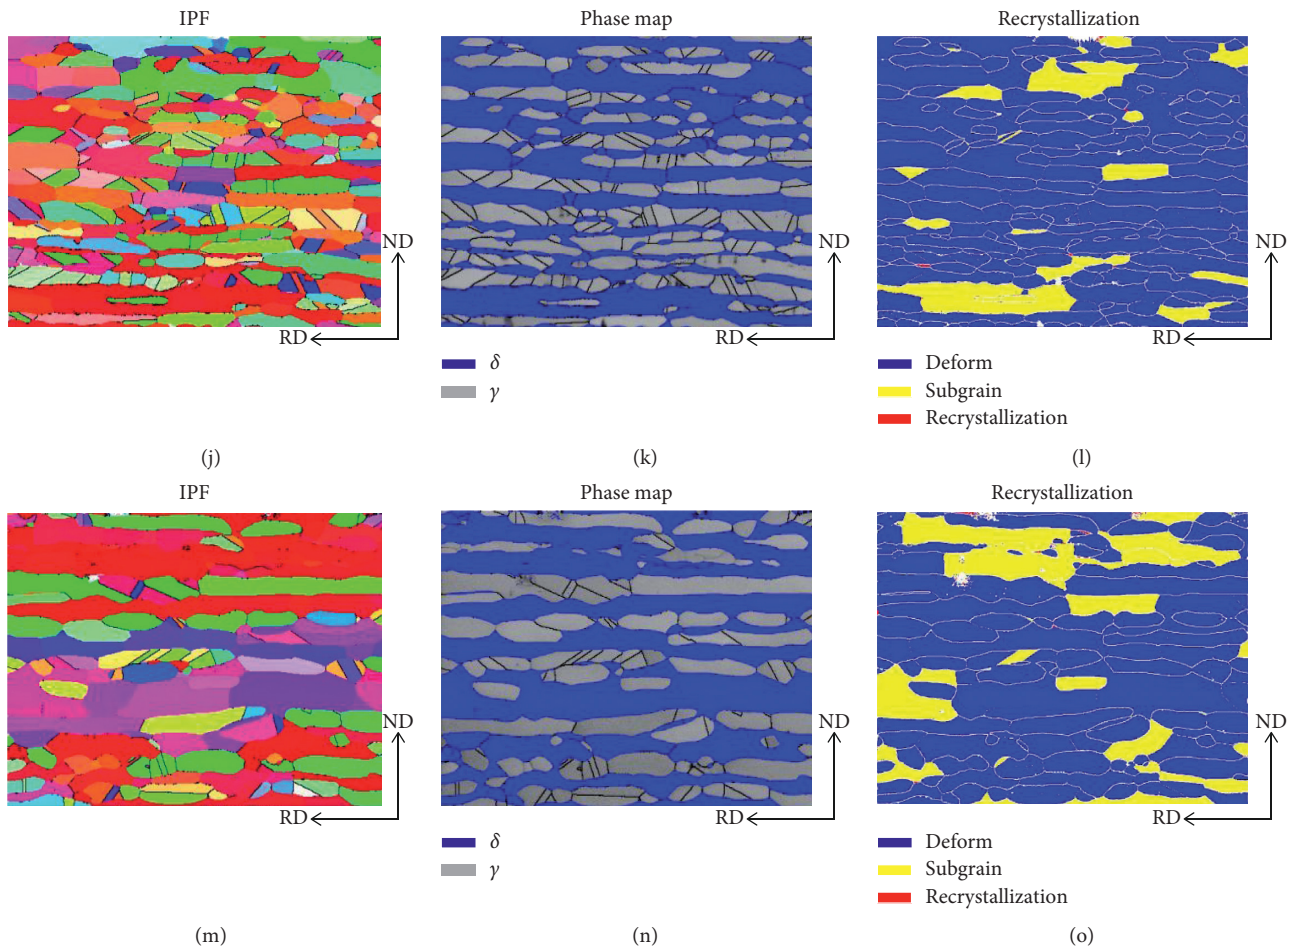 IPF
Phase map
Recrystallization
ND
ND
ND
RD
RD
RD
δ
γ
Deform
Subgrain
Recrystallization
(j)
(k)
(l)
IPF
Phase map
Recrystallization
ND
ND
ND
RD
RD
RD
δ
γ
Deform
Subgrain
Recrystallization
(m)
(n)
(o)